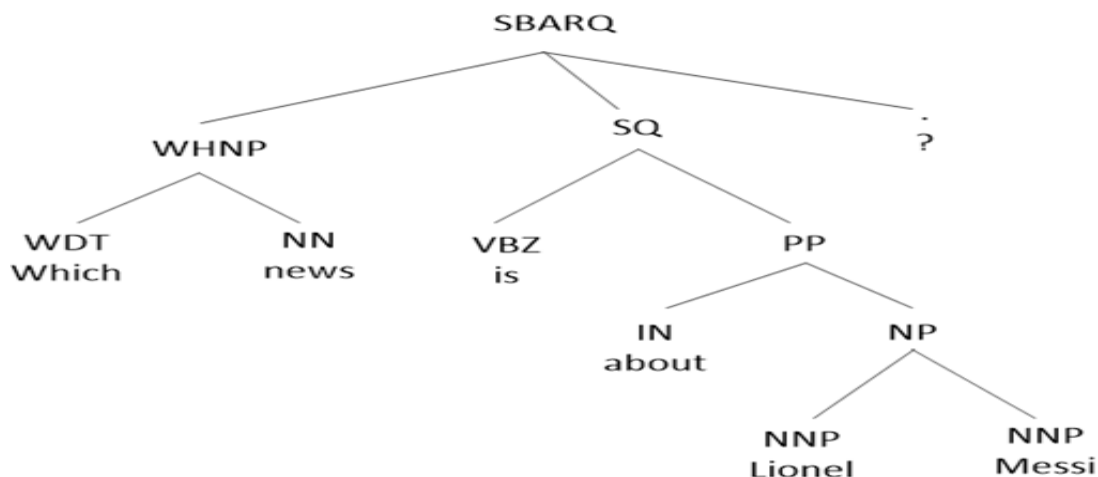 SBARQ
.
SQ
?
WHNP
WDT NN VBZ PP
Which news is
IN NP
about
NNP NNP
Lionel Messi